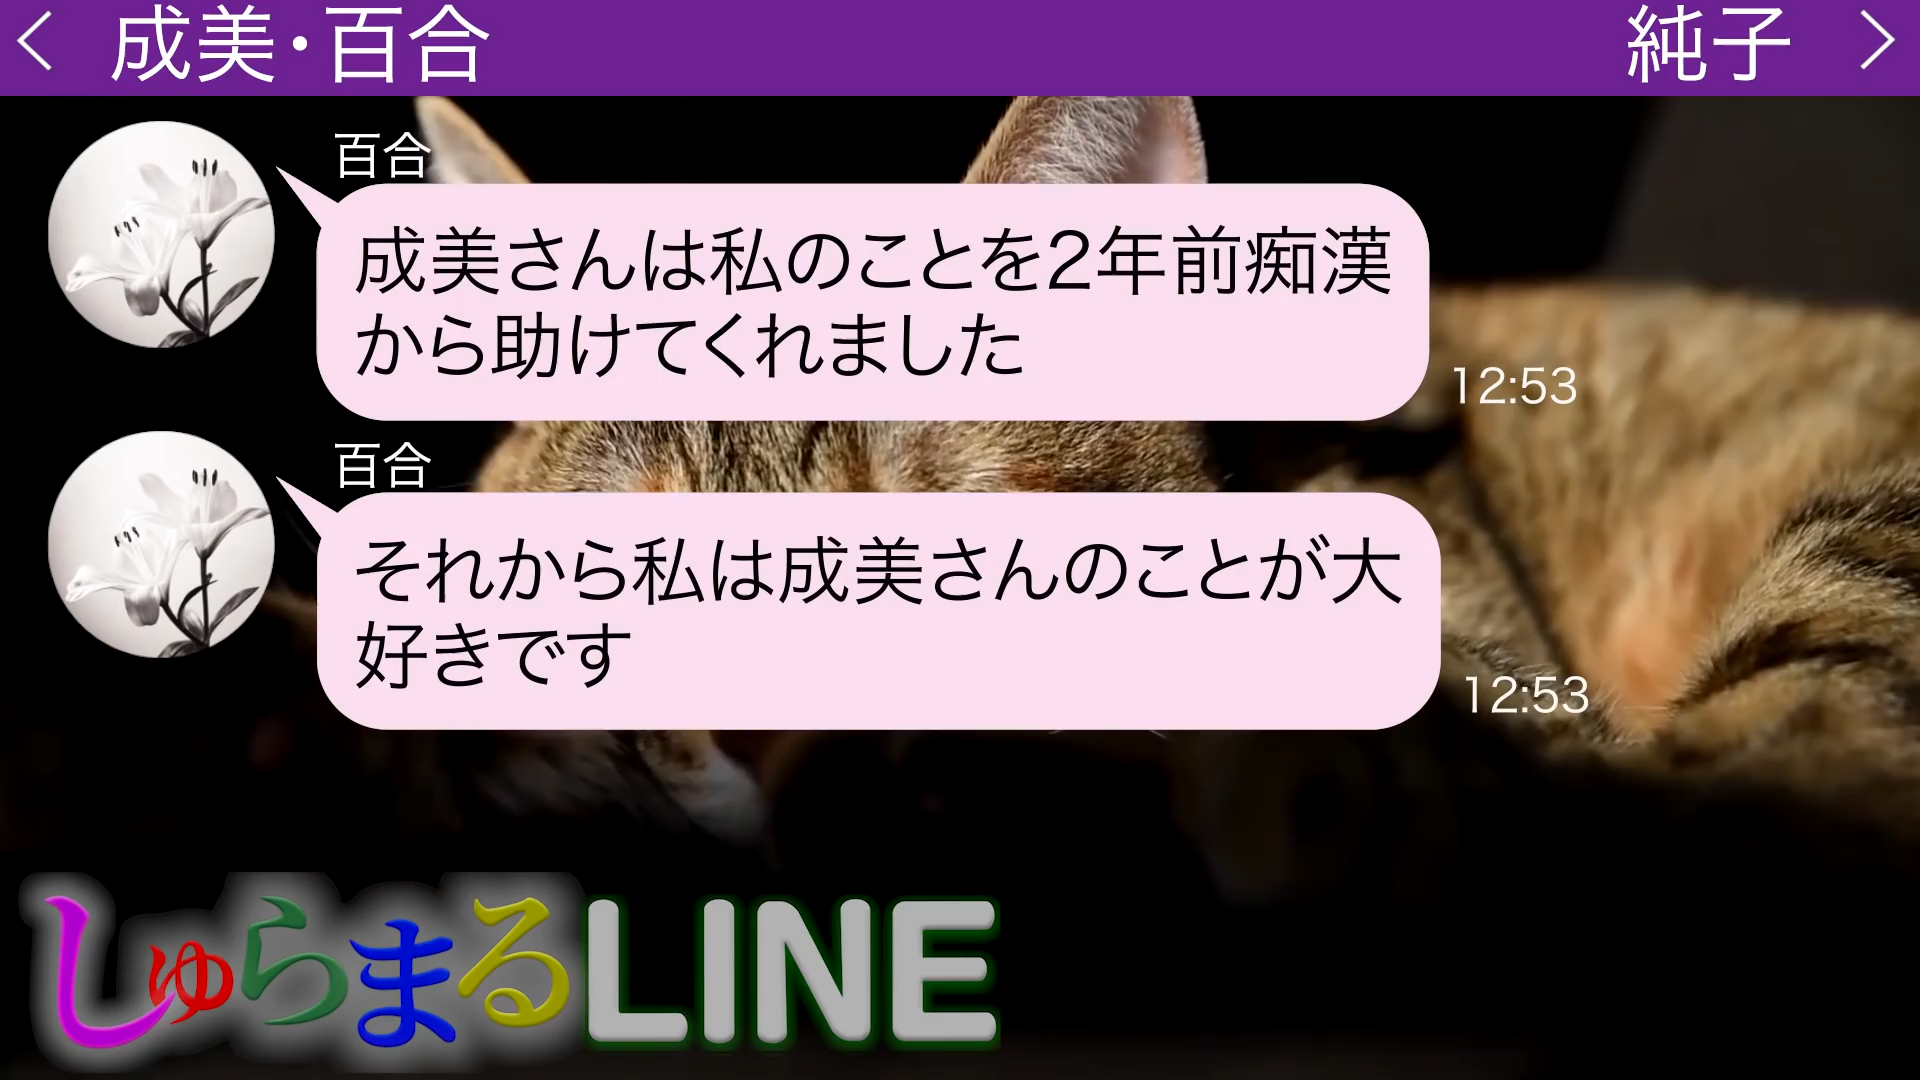 成美・百合
純子
百合
成美さんは私のことを2年前痴漢
から助けてくれました
12:53
百合
それから私は成美さんのことが大
好きです
12:53
しゅらまるLINE